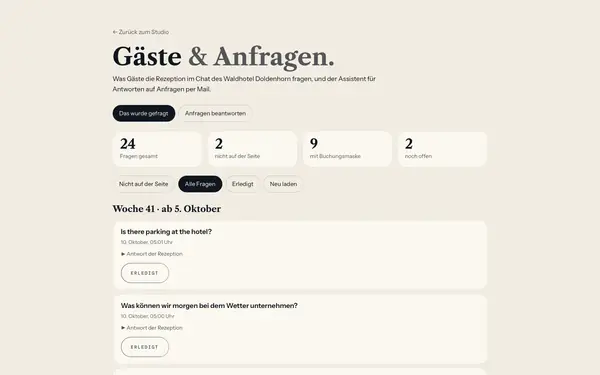 ← Zurück zum Studio
Gäste & Anfragen.
Was Gäste die Rezeption im Chat des Waldhotel Doldenhorn fragen, und der Assistent für
Antworten auf Anfragen per Mail.
Das wurde gefragt
Anfragen beantworten
24
Fragen gesamt
2
nicht auf der Seite
9
mit Buchungsmaske
2
noch offen
Nicht auf der Seite
Alle Fragen
Erledigt
Neu laden
Woche 41 · ab 5. Oktober
Is there parking at the hotel?
10. Oktober, 05:01 Uhr
▶ Antwort der Rezeption
ERLEDIGT
Was können wir morgen bei dem Wetter unternehmen?
10. Oktober, 05:00 Uhr
▶ Antwort der Rezeption
ERLEDIGT